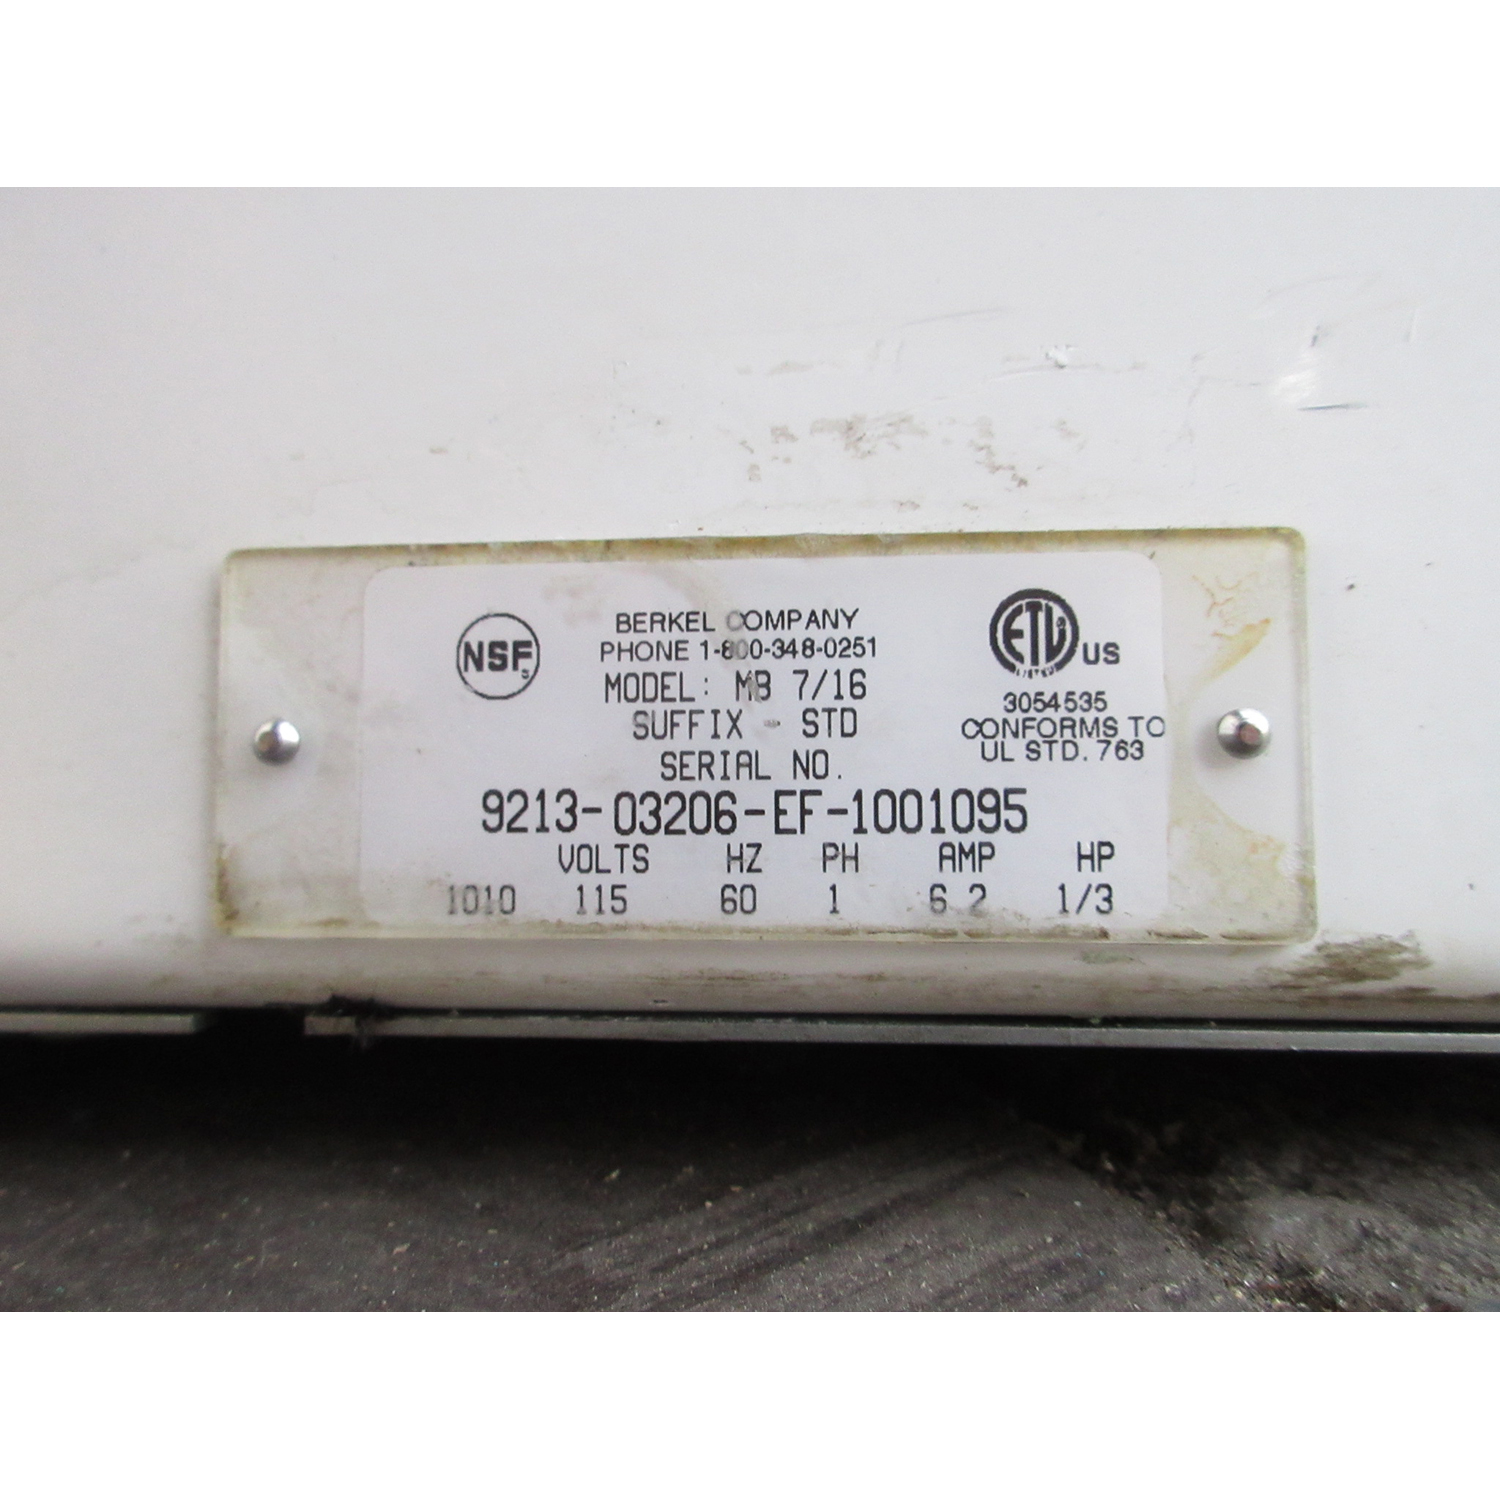 NSF
BERKEL COMPANY
PHONE 1-800-348-0251
MODEL: MB 7/16
SUFFIX - STD
SERIAL NO.
9213-03206-EF-1001095
VOLTS HZ PH AMP HP
1010 115 60 1 6.2 1/3
ETL US
3054535
CONFORMS TO
UL STD. 763